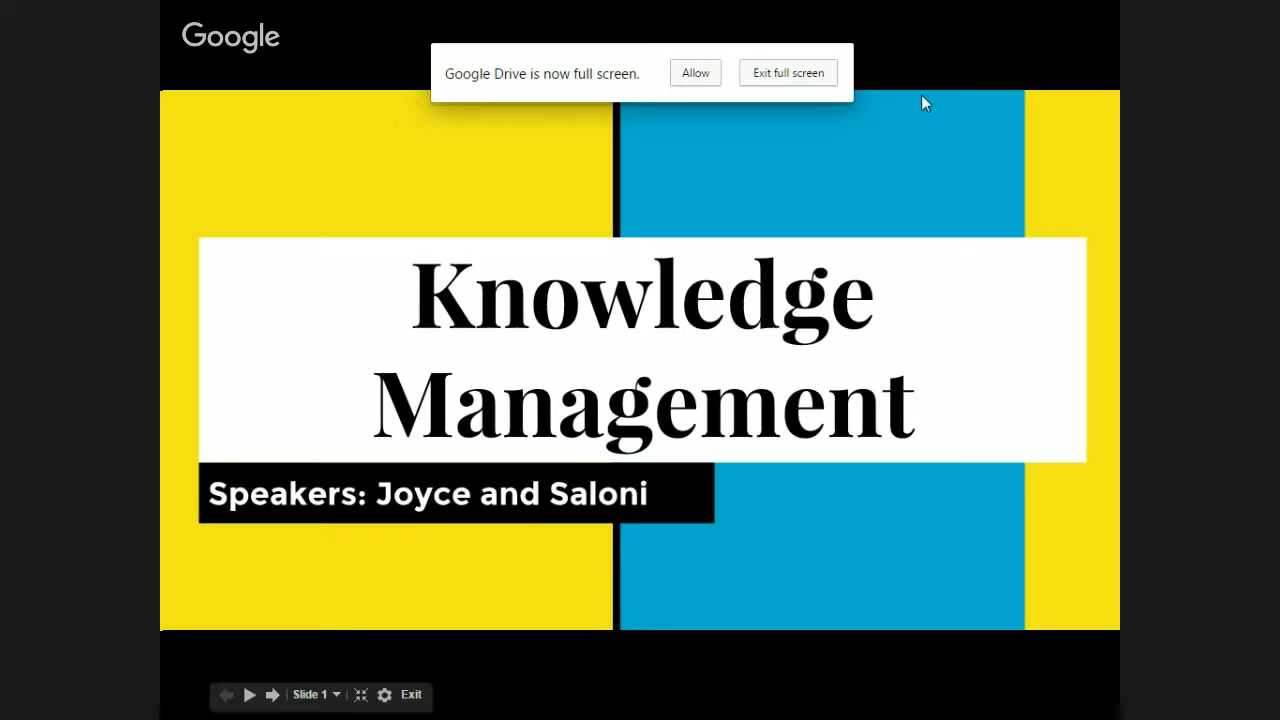 Google
Google Drive is now full screen. Allow Exit full screen
Knowledge
Management
Speakers: Joyce and Saloni
Slide 1 Exit